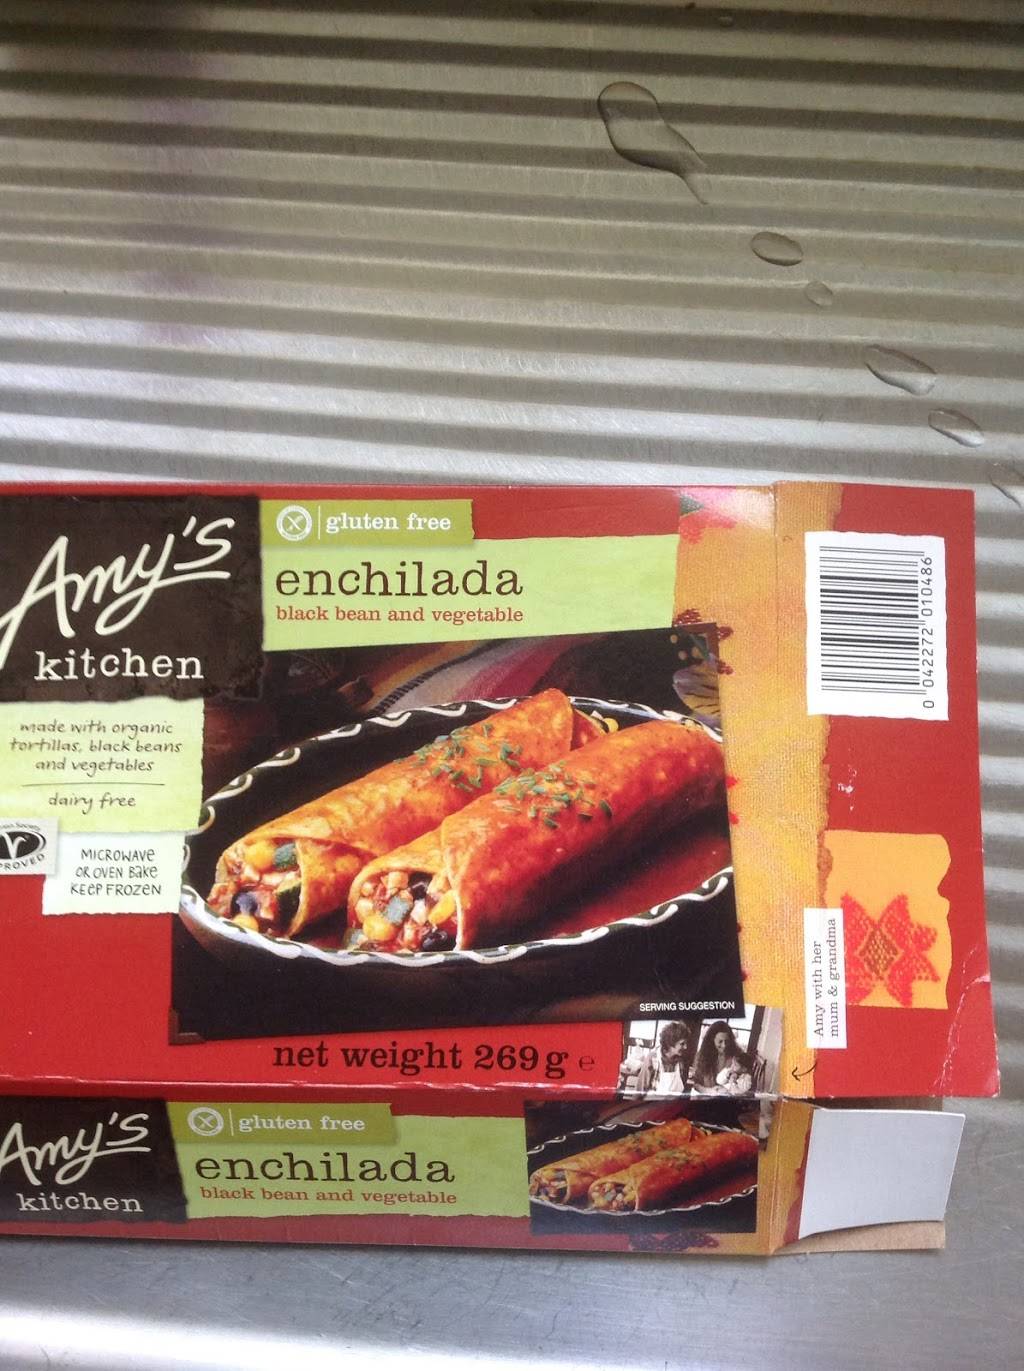 Amy's
kitchen
gluten free
enchilada
black bean and vegetable
made with organic
tortillas, black beans
and vegetables
dairy free
PROVED
MICROWAVE
OR OVEN BAKE
KEEP FROZEN
SERVING SUGGESTION
net weight 269g e
Amy with her
mum & grandma
0 042272 010486
Amy's
kitchen
gluten free
enchilada
black bean and vegetable